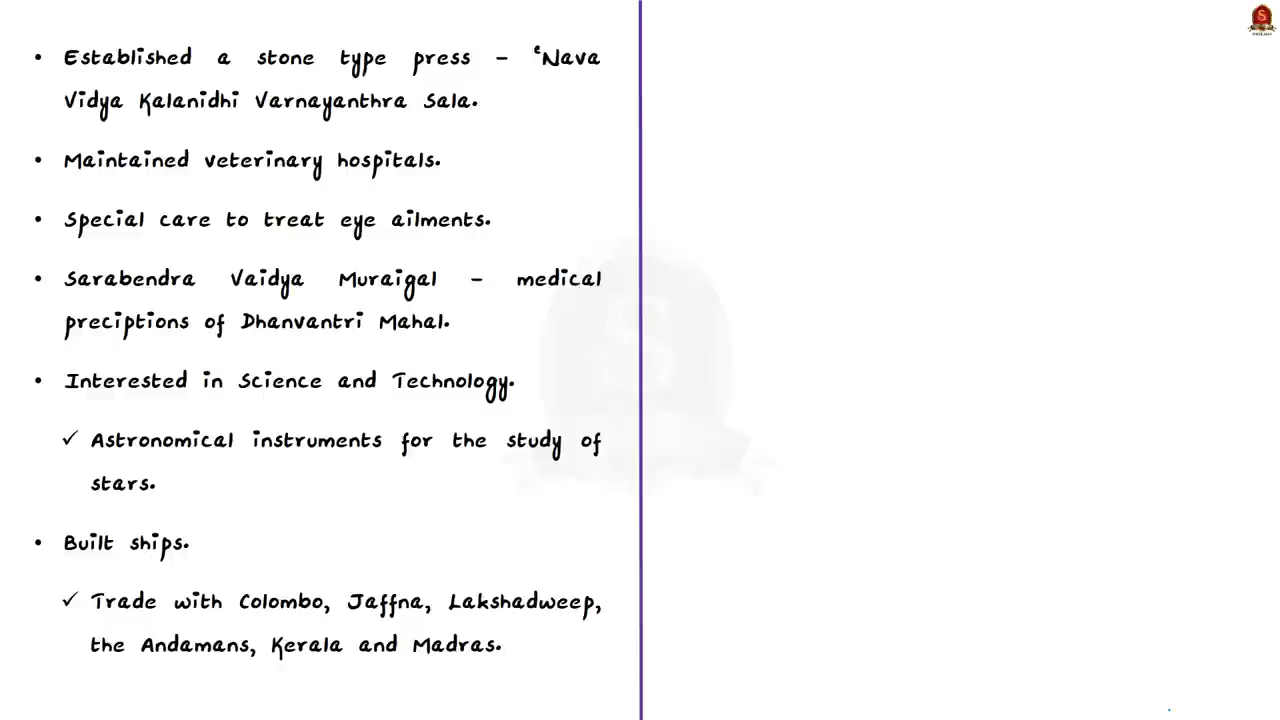 • Established a stone type press – ‘Nava
Vidya Kalanidhi Varnayanthra Sala.
• Maintained veterinary hospitals.
• Special care to treat eye ailments.
• Sarabendra Vaidya Muraigal – medical
preciptions of Dhanvantri Mahal.
• Interested in Science and Technology.
✓ Astronomical instruments for the study of
stars.
• Built ships.
✓ Trade with Colombo, Jaffna, Lakshadweep,
the Andamans, Kerala and Madras.